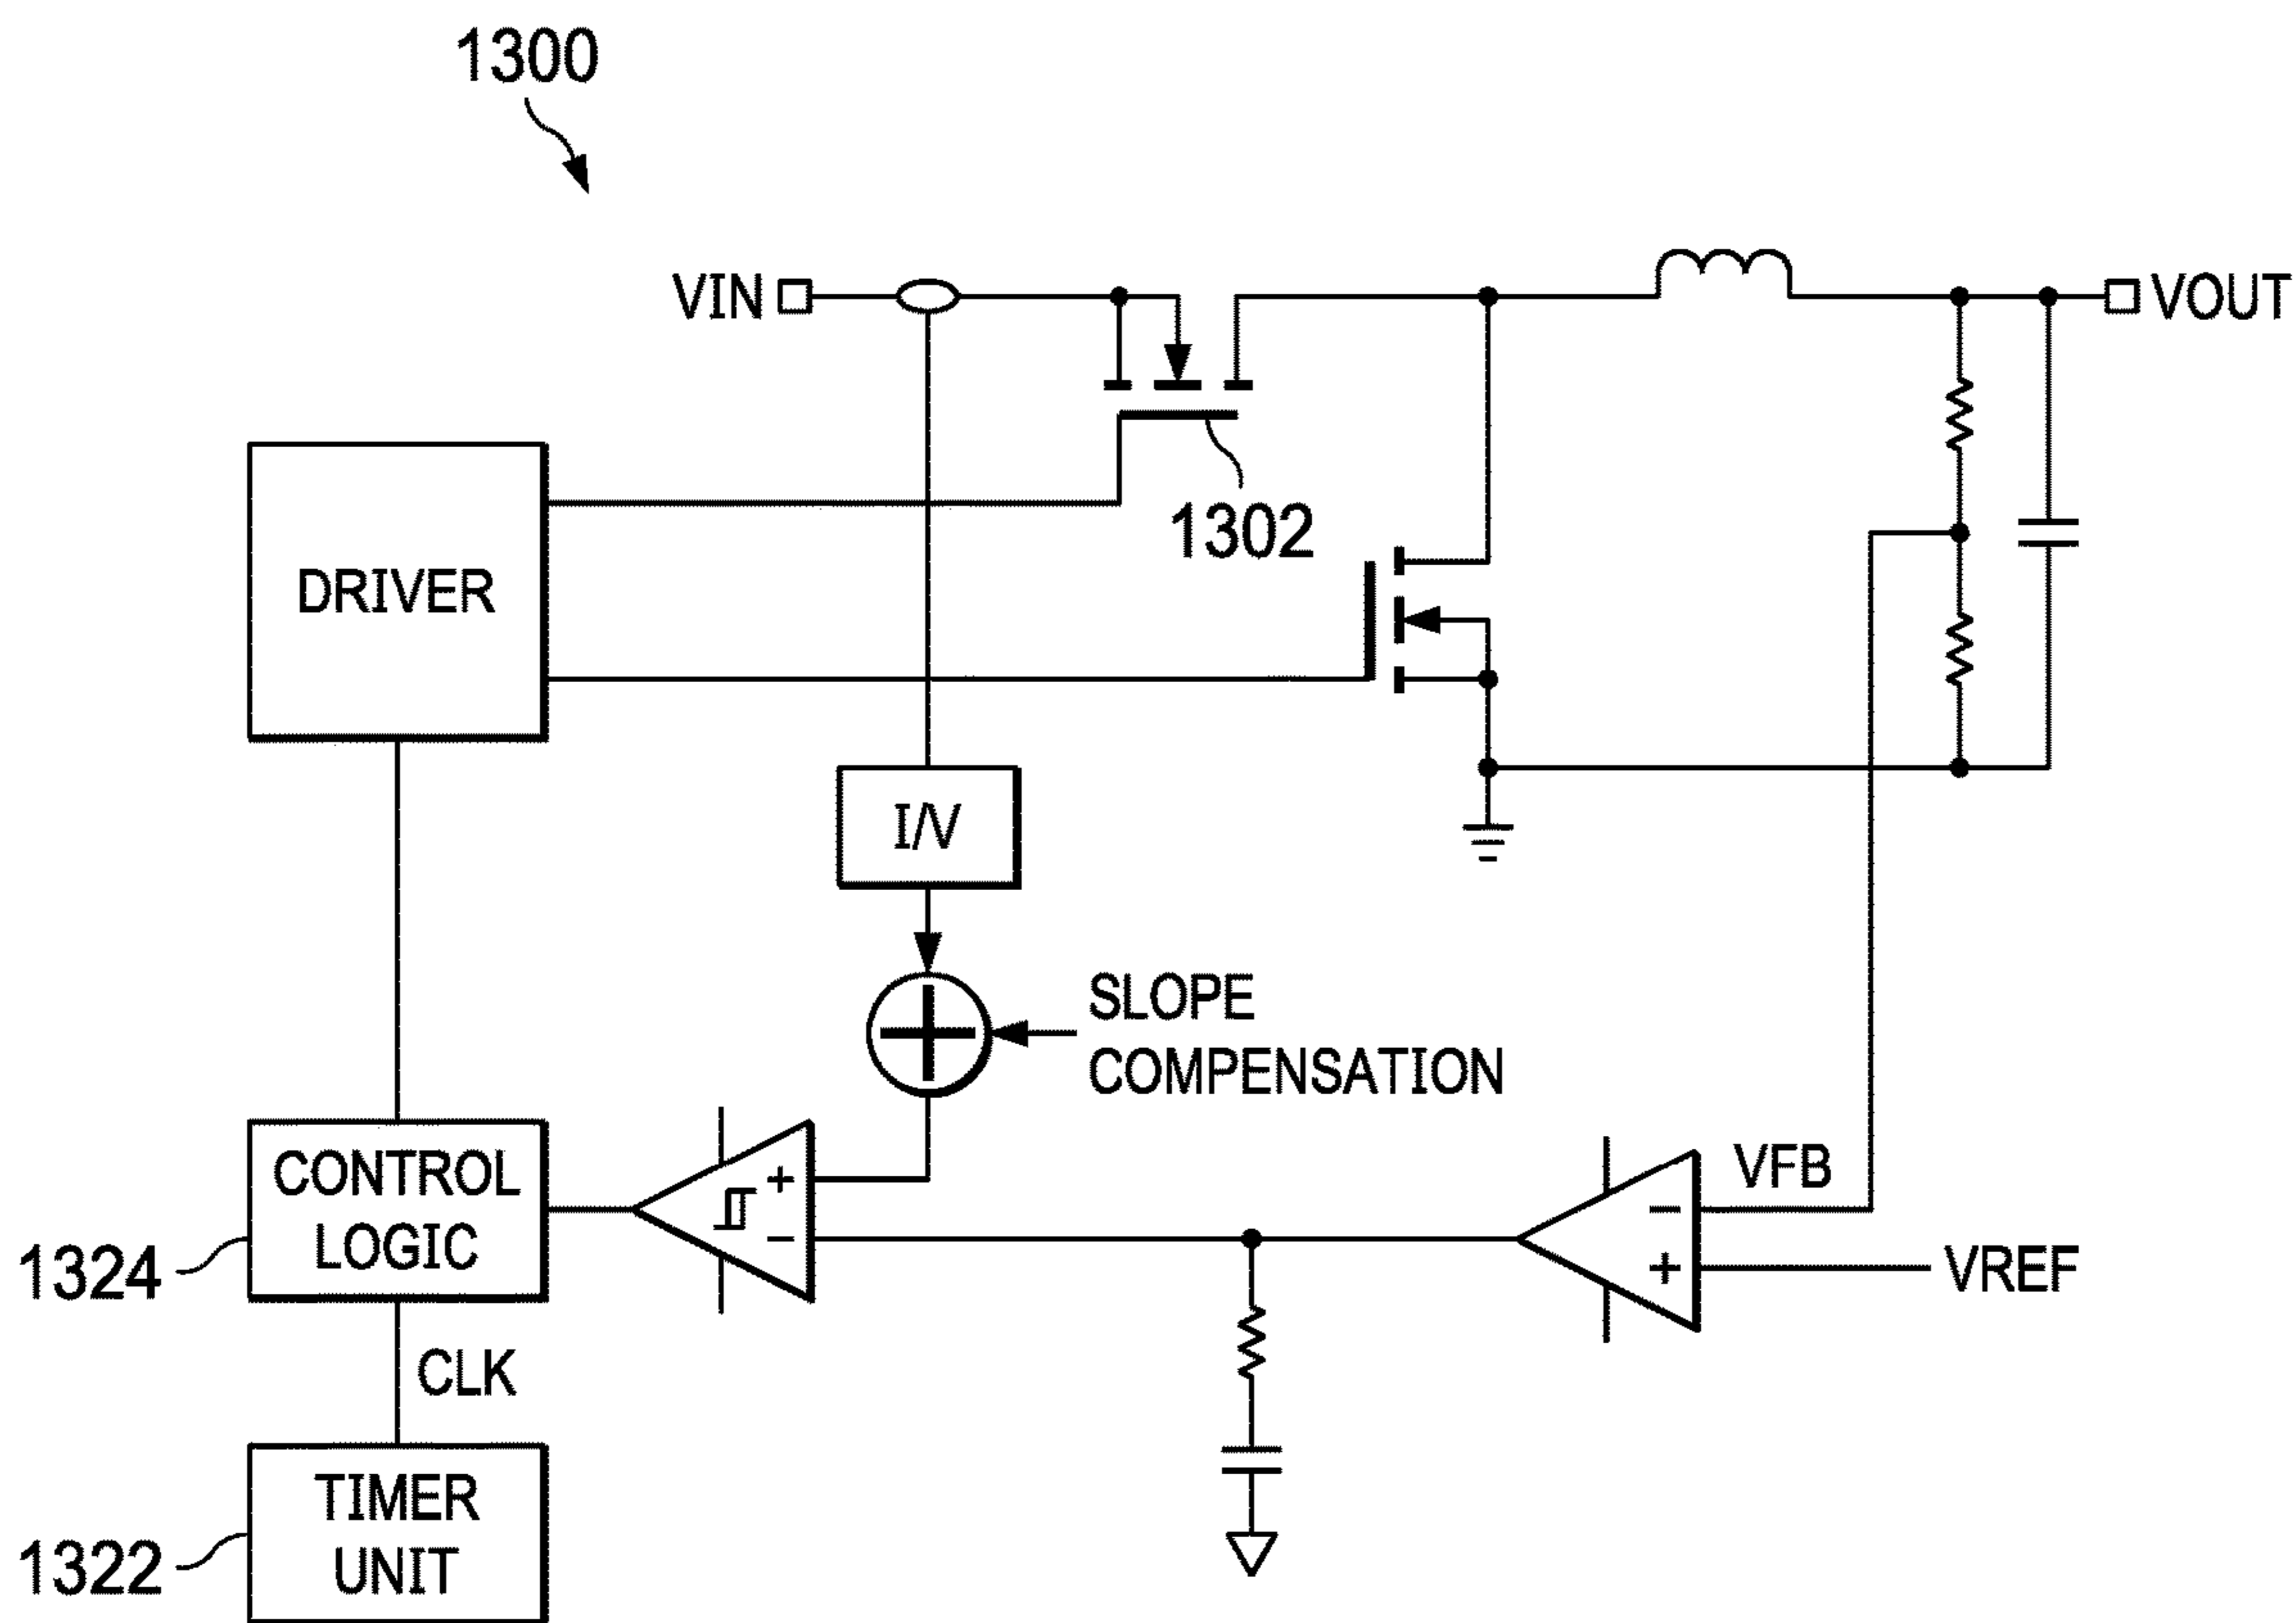 1300
VIN
VOUT
1302
DRIVER
I/V
SLOPE
COMPENSATION
CONTROL
LOGIC
+
−
VFB
−
+
VREF
1324
CLK
TIMER
UNIT
1322